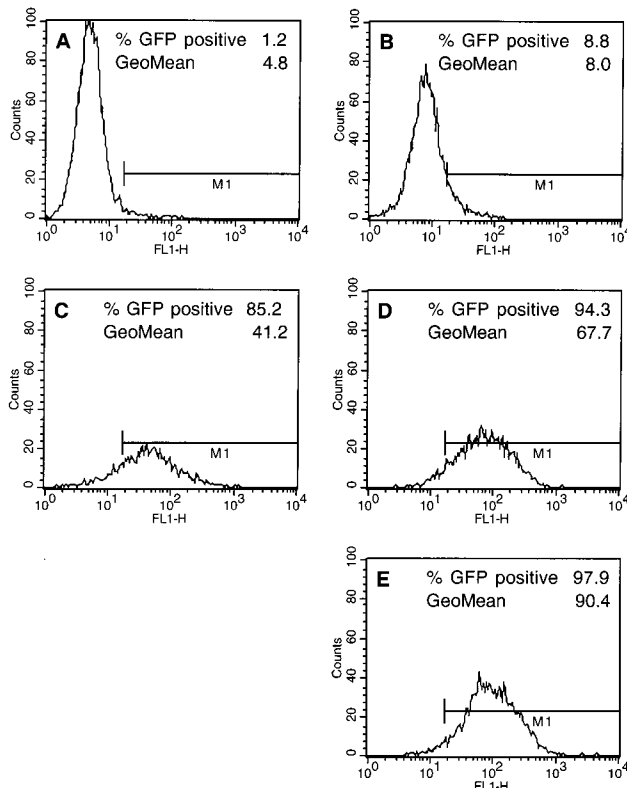 A % GFP positive 1.2
GeoMean 4.8
Counts
100
80
60
40
20
0
M1
10^0 10^1 10^2 10^3 10^4
FL1-H
B % GFP positive 8.8
GeoMean 8.0
Counts
100
80
60
40
20
0
M1
10^0 10^1 10^2 10^3 10^4
FL1-H
C % GFP positive 85.2
GeoMean 41.2
Counts
100
80
60
40
20
0
M1
10^0 10^1 10^2 10^3 10^4
FL1-H
D % GFP positive 94.3
GeoMean 67.7
Counts
100
80
60
40
20
0
M1
10^0 10^1 10^2 10^3 10^4
FL1-H
E % GFP positive 97.9
GeoMean 90.4
Counts
100
80
60
40
20
0
M1
10^0 10^1 10^2 10^3 10^4
FL1-H